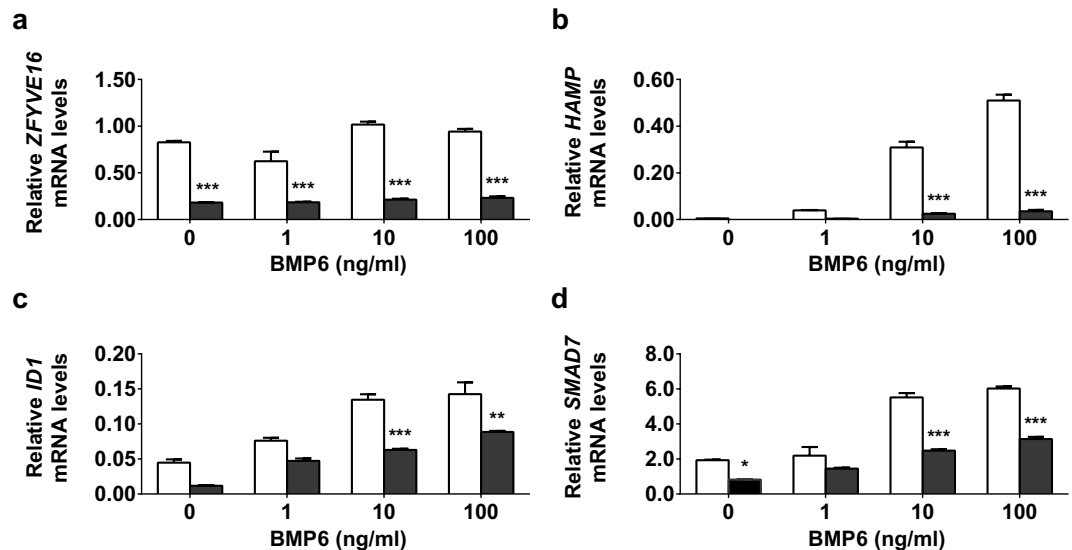 a
Relative ZFYVE16
mRNA levels
1.50
1.00
0.50
0.00
***
***
***
***
0 1 10 100
BMP6 (ng/ml)
b
Relative HAMP
mRNA levels
0.60
0.40
0.20
0.00
***
***
0 1 10 100
BMP6 (ng/ml)
c
Relative ID1
mRNA levels
0.20
0.15
0.10
0.05
0.00
***
**
0 1 10 100
BMP6 (ng/ml)
d
Relative SMAD7
mRNA levels
8.0
6.0
4.0
2.0
0.0
*
***
***
0 1 10 100
BMP6 (ng/ml)